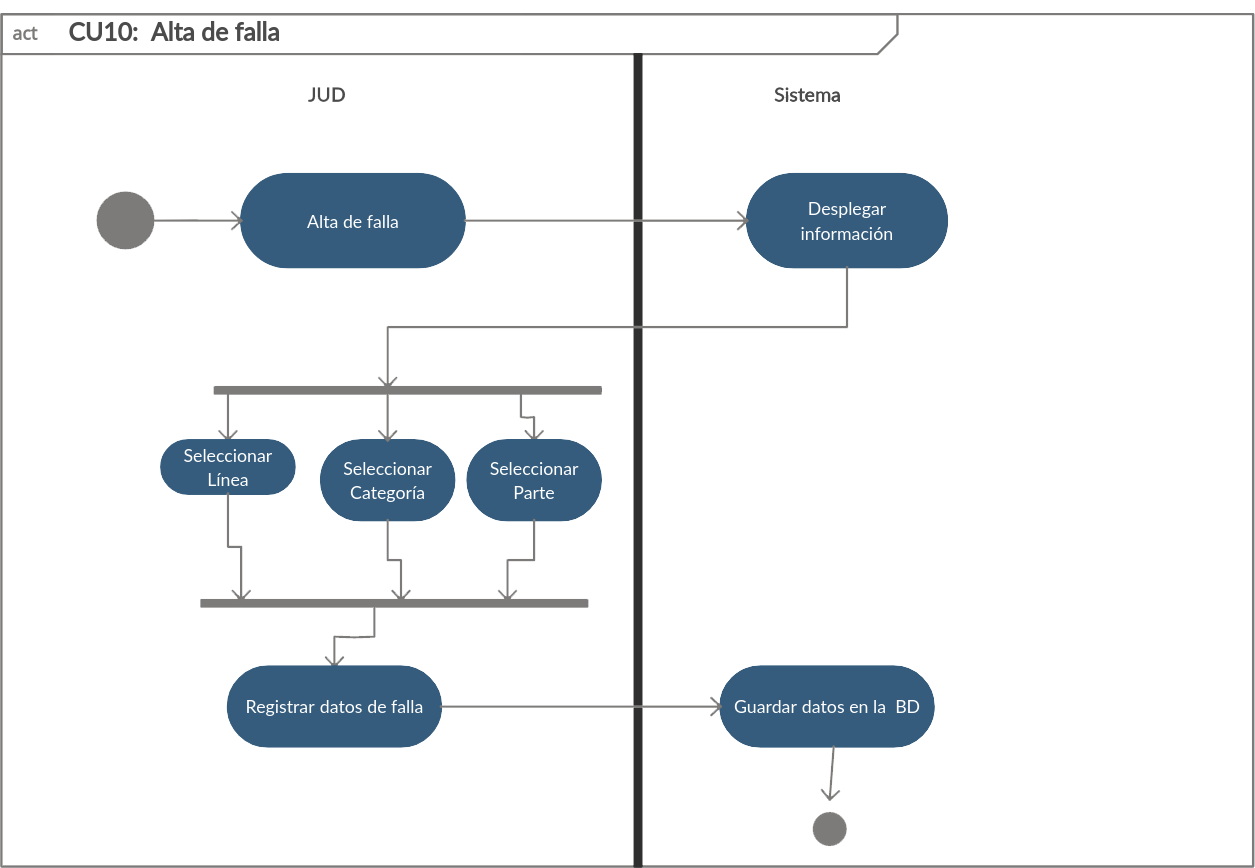 act CU10: Alta de falla
JUD
Sistema
Alta de falla
Desplegar
información
Seleccionar
Línea
Seleccionar
Categoría
Seleccionar
Parte
Registrar datos de falla
Guardar datos en la BD